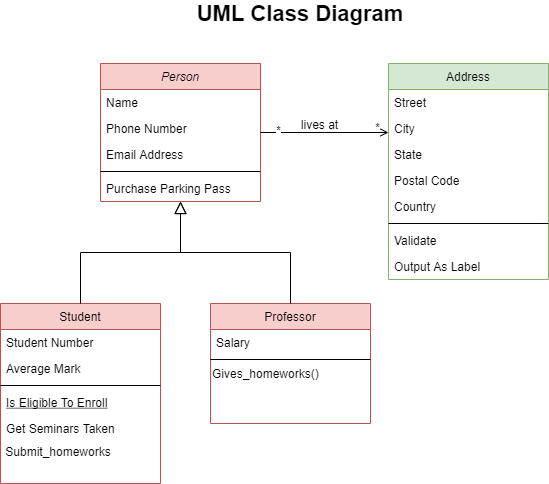 UML Class Diagram
Person
Name
Phone Number
Email Address
Purchase Parking Pass
* lives at *
Address
Street
City
State
Postal Code
Country
Validate
Output As Label
Student
Student Number
Average Mark
Is Eligible To Enroll
Get Seminars Taken
Submit_homeworks
Professor
Salary
Gives_homeworks()